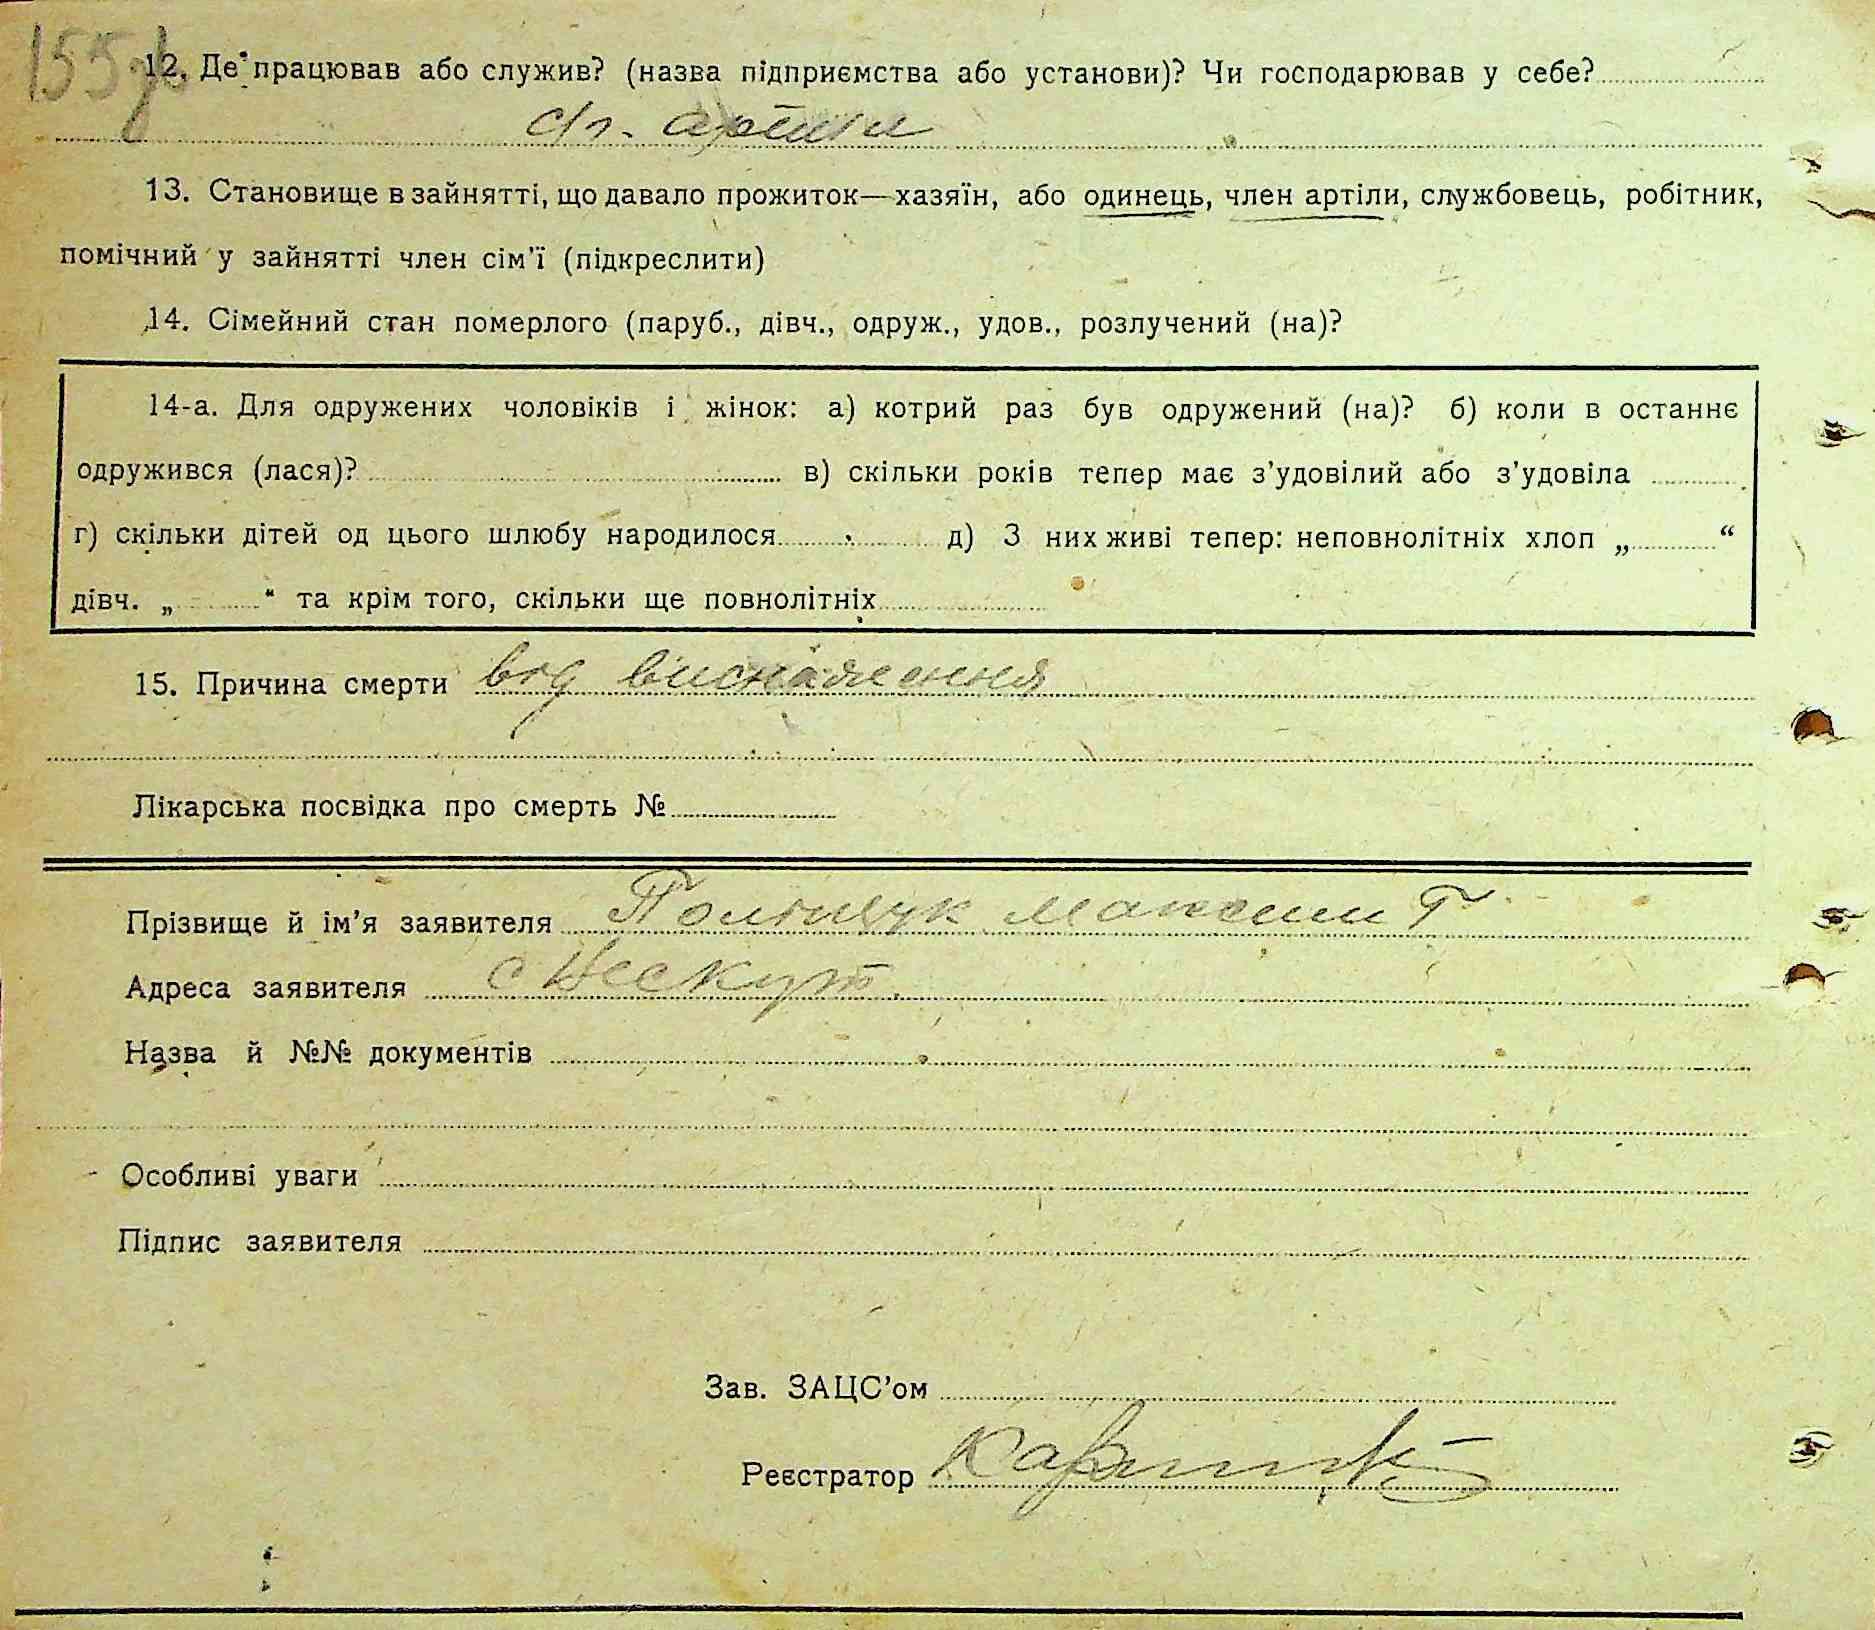 155
12. Де працював або служив? (назва підприємства або установи)? Чи господарював у себе?
с/г. артіли
13. Становище в зайнятті, що давало прожиток—хазяїн, або одинець, член артіли, службовець, робітник,
помічний у зайнятті член сім'ї (підкреслити)
14. Сімейний стан померлого (паруб., дівч., одруж., удов., розлучений (на)?
14-а. Для одружених чоловіків і жінок: а) котрий раз був одружений (на)? б) коли в останнє
одружився (лася)? в) скільки років тепер має з'удовілий або з'удовіла
г) скільки дітей од цього шлюбу народилося д) З них живі тепер: неповнолітніх хлоп „ “
дівч. „ “ та крім того, скільки ще повнолітніх
15. Причина смерти від виснаження
Лікарська посвідка про смерть №
Прізвище й ім'я заявителя Поліщук Максим Г
Адреса заявителя с Нескут.
Назва й №№ документів
Особливі уваги
Підпис заявителя
Зав. ЗАЦС'ом
Реєстратор